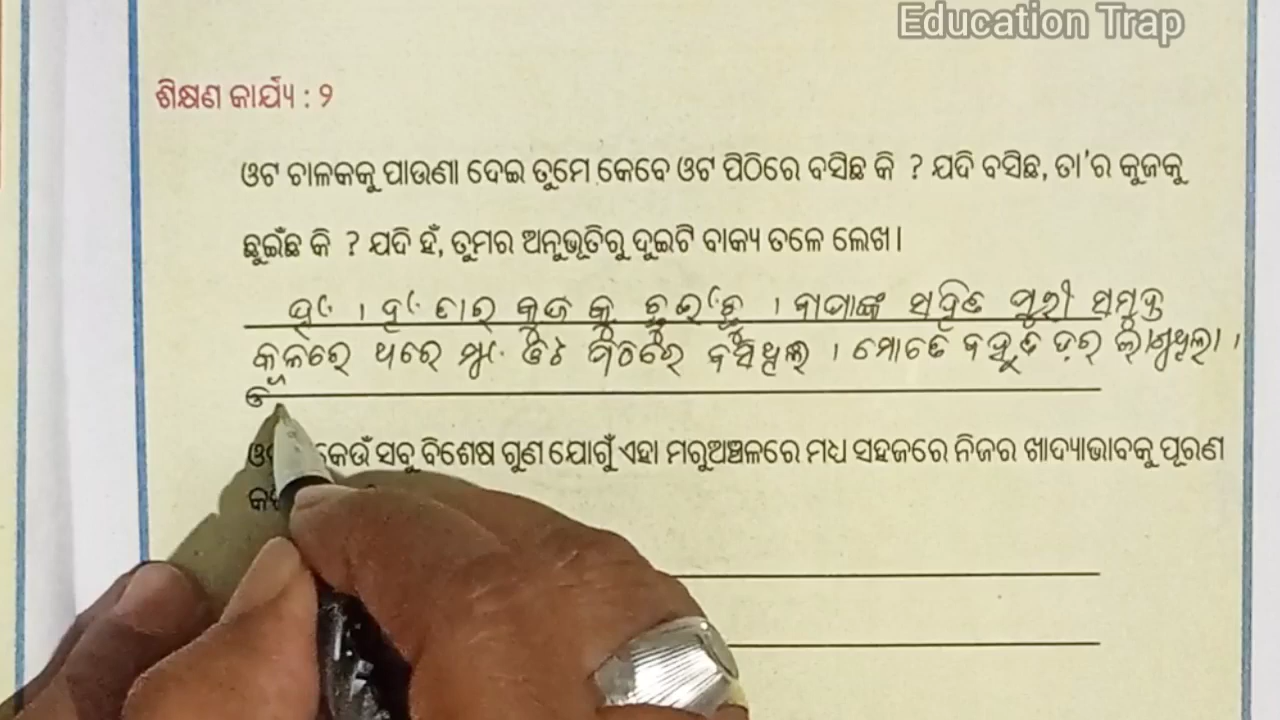 Education Trap
ଶିକ୍ଷଣ କାର୍ଯ୍ୟ : ୨
ଓଟ ଚାଳକକୁ ପାଉଣା ଦେଇ ତୁମେ କେବେ ଓଟ ପିଠିରେ ବସିଛ କି ? ଯଦି ବସିଛ, ତା'ର କୁଜକୁ
ଛୁଇଁଛ କି ? ଯଦି ହଁ, ତୁମର ଅନୁଭୂତିରୁ ଦୁଇଟି ବାକ୍ୟ ତଳେ ଲେଖ।
ହଁ । ହଁ ତାର କୁଜ କୁ ଛୁଇଁଛୁ । ବାପାଙ୍କ ସହିତ ପୁରୀ ସମୁଦ୍ର
କୂଳରେ ଥରେ ମୁଁ ଓଟ ପିଠିରେ ବସିଥିଲି । ମୋତେ ବହୁତ ଡ଼ର ଲାଗୁଥିଲା ।
କେଉଁ ସବୁ ବିଶେଷ ଗୁଣ ଯୋଗୁଁ ଏହା ମରୁଅଞ୍ଚଳରେ ମଧ୍ୟ ସହଜରେ ନିଜର ଖାଦ୍ୟାଭାବକୁ ପୂରଣ